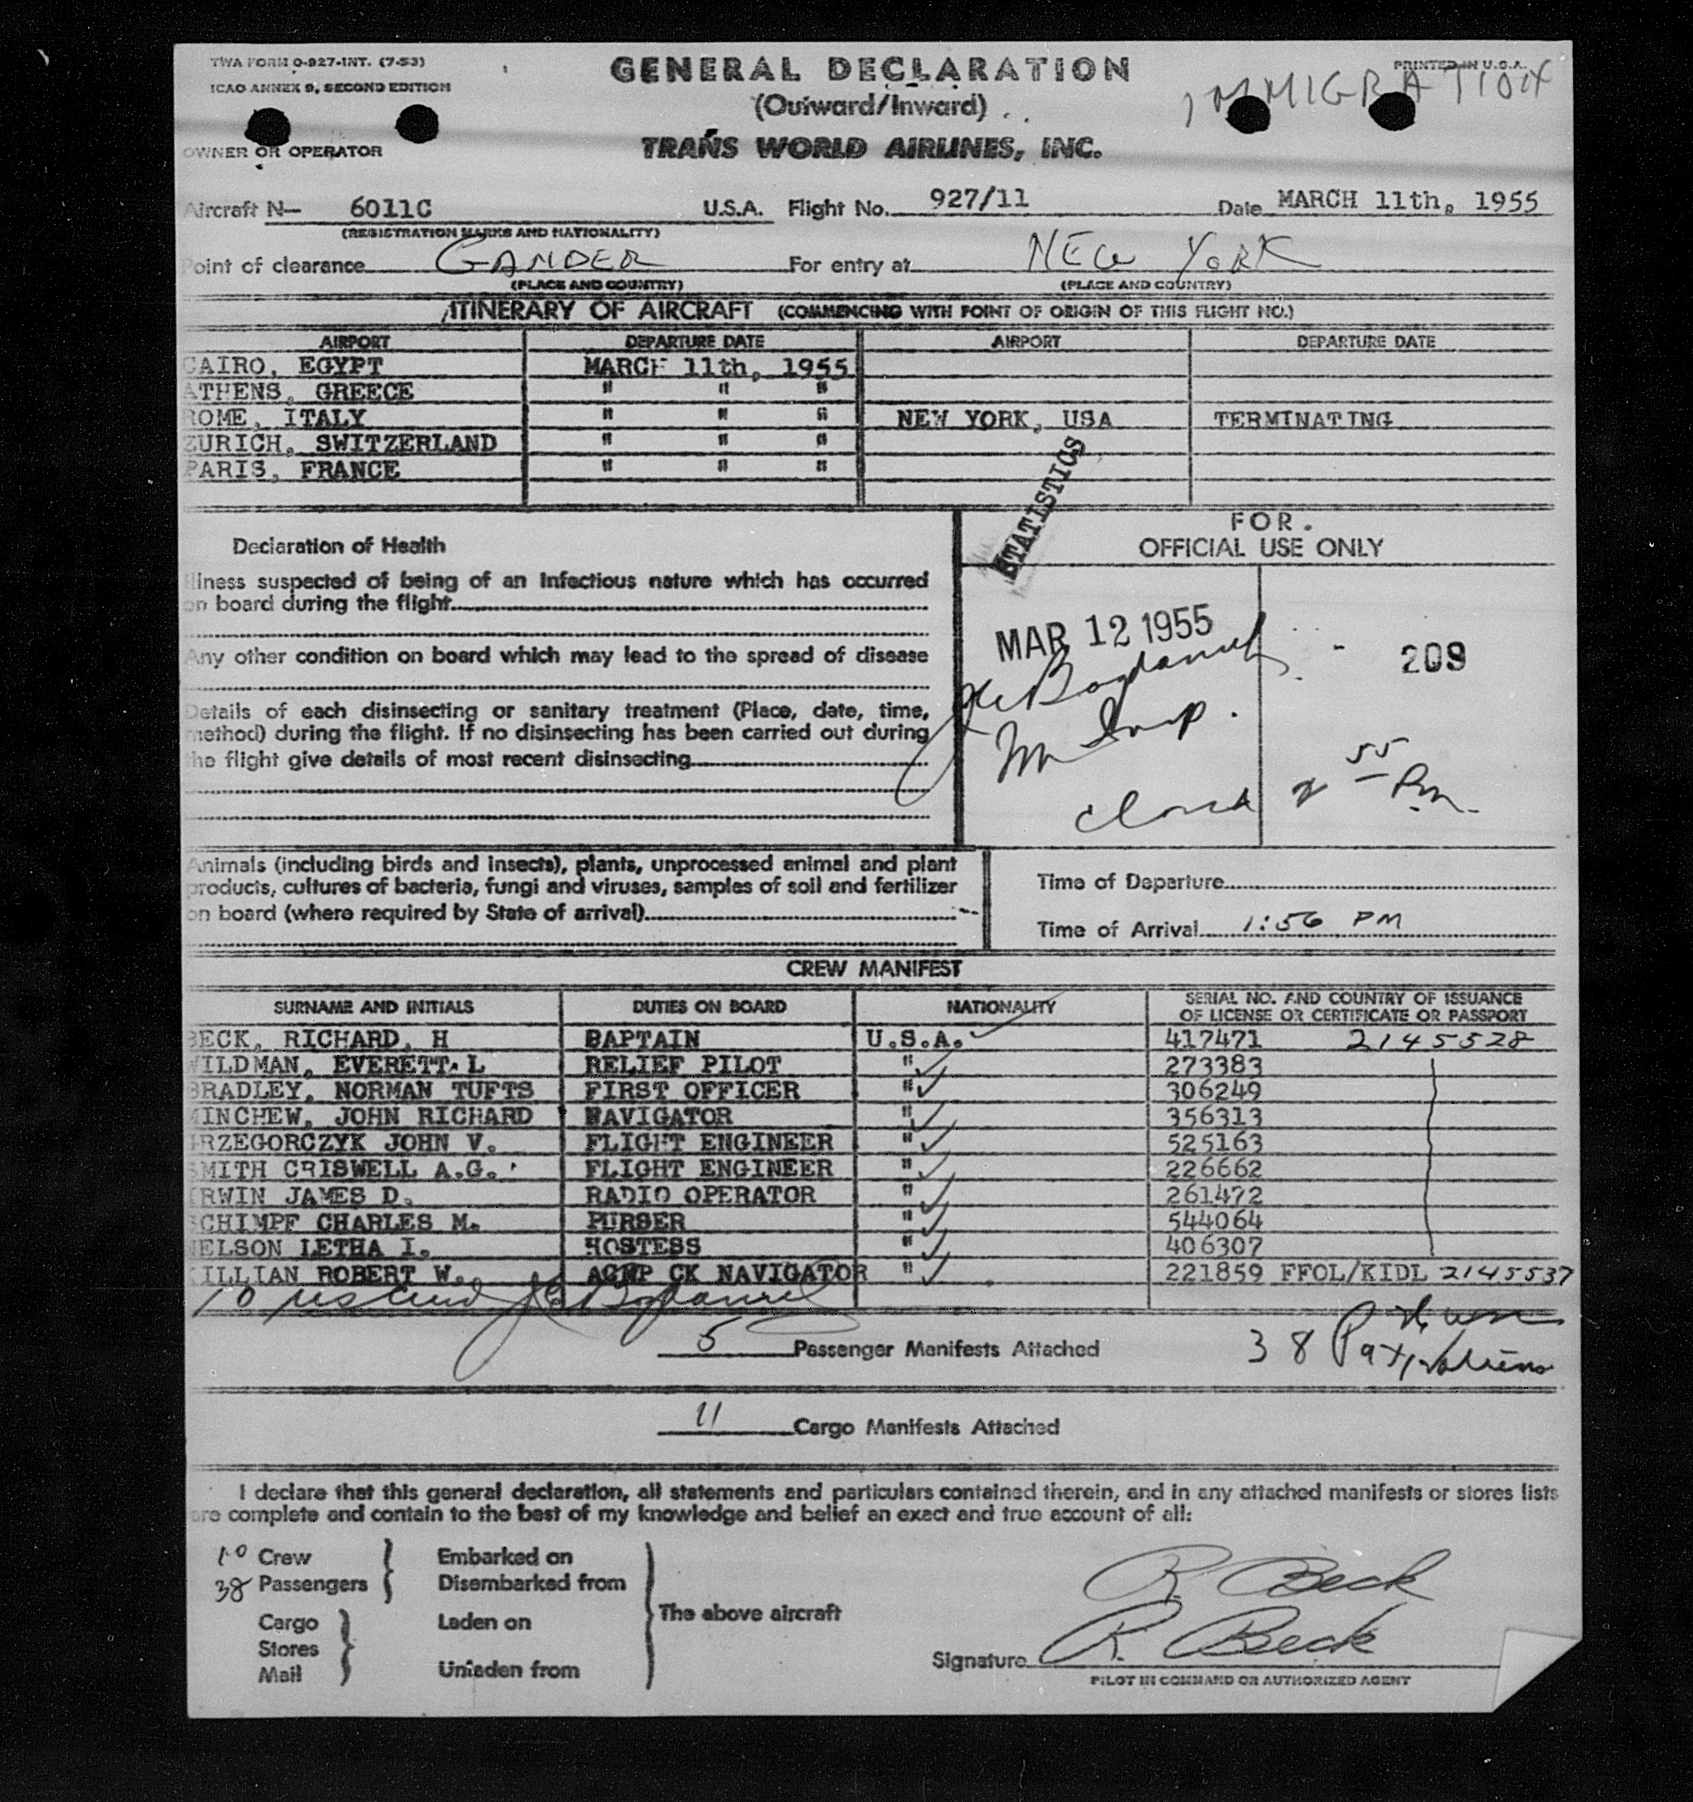 TWA FORM O-927-INT. (7-53)
ICAO ANNEX 9, SECOND EDITION
PRINTED IN U.S.A.
IMMIGRATION
GENERAL DECLARATION
(Outward/Inward)
TRANS WORLD AIRLINES, INC.
OWNER OR OPERATOR
Aircraft N- 6011C U.S.A. Flight No. 927/11 Date MARCH 11th, 1955
(REGISTRATION MARKS AND NATIONALITY)
Point of clearance GANDER For entry at NEW YORK
(PLACE AND COUNTRY) (PLACE AND COUNTRY)
ITINERARY OF AIRCRAFT (COMMENCING WITH POINT OF ORIGIN OF THIS FLIGHT NO.)
AIRPORT DEPARTURE DATE AIRPORT DEPARTURE DATE
CAIRO, EGYPT MARCH 11th, 1955
ATHENS, GREECE " " "
ROME, ITALY " " " NEW YORK, USA TERMINATING
ZURICH, SWITZERLAND " " "
PARIS, FRANCE " " "
STATISTICS
FOR
OFFICIAL USE ONLY
Declaration of Health
Illness suspected of being of an infectious nature which has occurred
on board during the flight
Any other condition on board which may lead to the spread of disease
Details of each disinsecting or sanitary treatment (Place, date, time,
method) during the flight. If no disinsecting has been carried out during
the flight give details of most recent disinsecting
MAR 12 1955
209
Imm Insp.
closed 2 55 Pm.
Animals (including birds and insects), plants, unprocessed animal and plant
products, cultures of bacteria, fungi and viruses, samples of soil and fertilizer
on board (where required by State of arrival)
Time of Departure
Time of Arrival 1:56 PM
CREW MANIFEST
SURNAME AND INITIALS DUTIES ON BOARD NATIONALITY SERIAL NO. AND COUNTRY OF ISSUANCE
OF LICENSE OR CERTIFICATE OR PASSPORT
BECK, RICHARD, H BAPTAIN U.S.A. 417471 2145528
WILDMAN, EVERETT L RELIEF PILOT " 273383
BRADLEY, NORMAN TUFTS FIRST OFFICER " 306249
MINCHEW, JOHN RICHARD NAVIGATOR " 356313
GRZEGORCZYK JOHN V. FLIGHT ENGINEER " 525163
SMITH CRISWELL A.G. FLIGHT ENGINEER " 226662
IRWIN JAMES D. RADIO OPERATOR " 261472
SCHIMPF CHARLES M. PURSER " 544064
NELSON LETHA I. HOSTESS " 406307
KILLIAN ROBERT W. ACMP CK NAVIGATOR " 221859 FFOL/KIDL 2145537
5 Passenger Manifests Attached
38 Pax
11 Cargo Manifests Attached
I declare that this general declaration, all statements and particulars contained therein, and in any attached manifests or stores lists
are complete and contain to the best of my knowledge and belief an exact and true account of all:
10 Crew
38 Passengers
Embarked on
Disembarked from
Cargo
Stores
Mail
Laden on
Unladen from
The above aircraft
R. Beck
Signature R. Beck
PILOT IN COMMAND OR AUTHORIZED AGENT